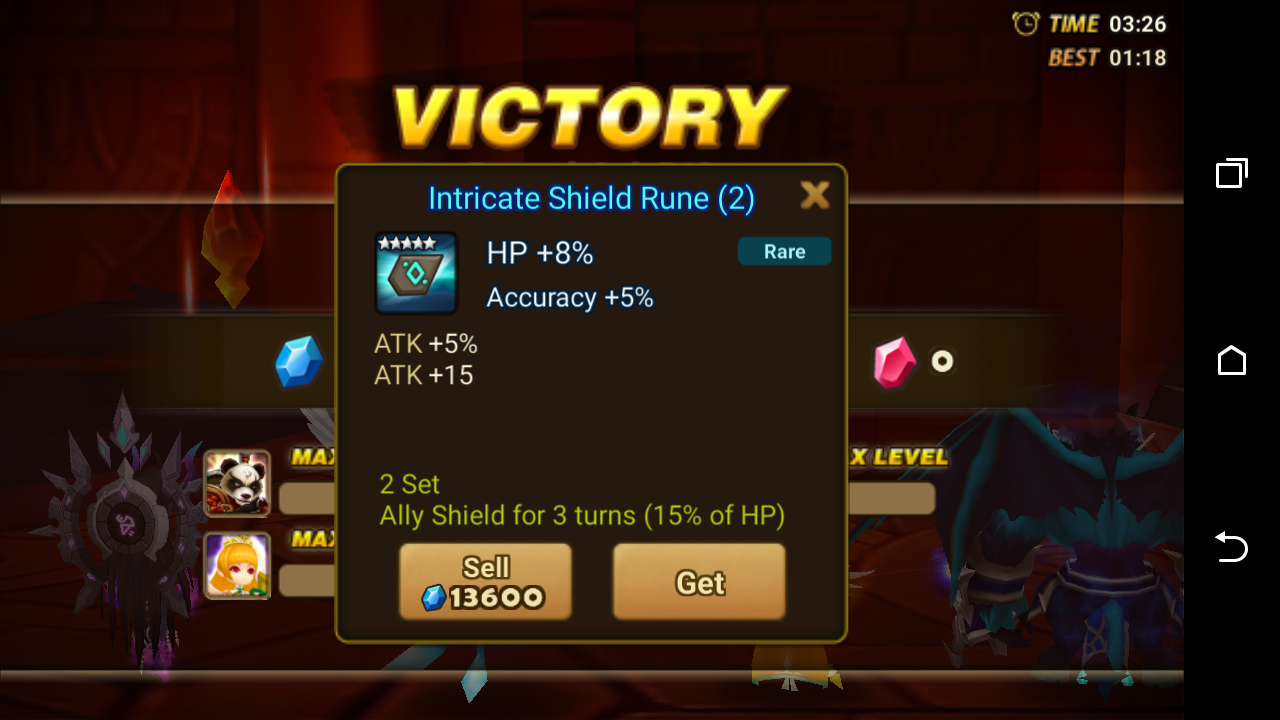 TIME 03:26
BEST 01:18
VICTORY
Intricate Shield Rune (2)
HP +8%
Rare
Accuracy +5%
ATK +5%
ATK +15
0
MAX
X LEVEL
2 Set
Ally Shield for 3 turns (15% of HP)
MAX
Sell
13600
Get